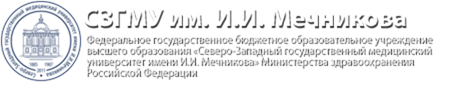 СЗГМУ им. И.И. Мечникова
Федеральное государственное бюджетное образовательное учреждение
высшего образования «Северо-Западный государственный медицинский
университет имени И.И. Мечникова» Министерства здравоохранения
Российской Федерации